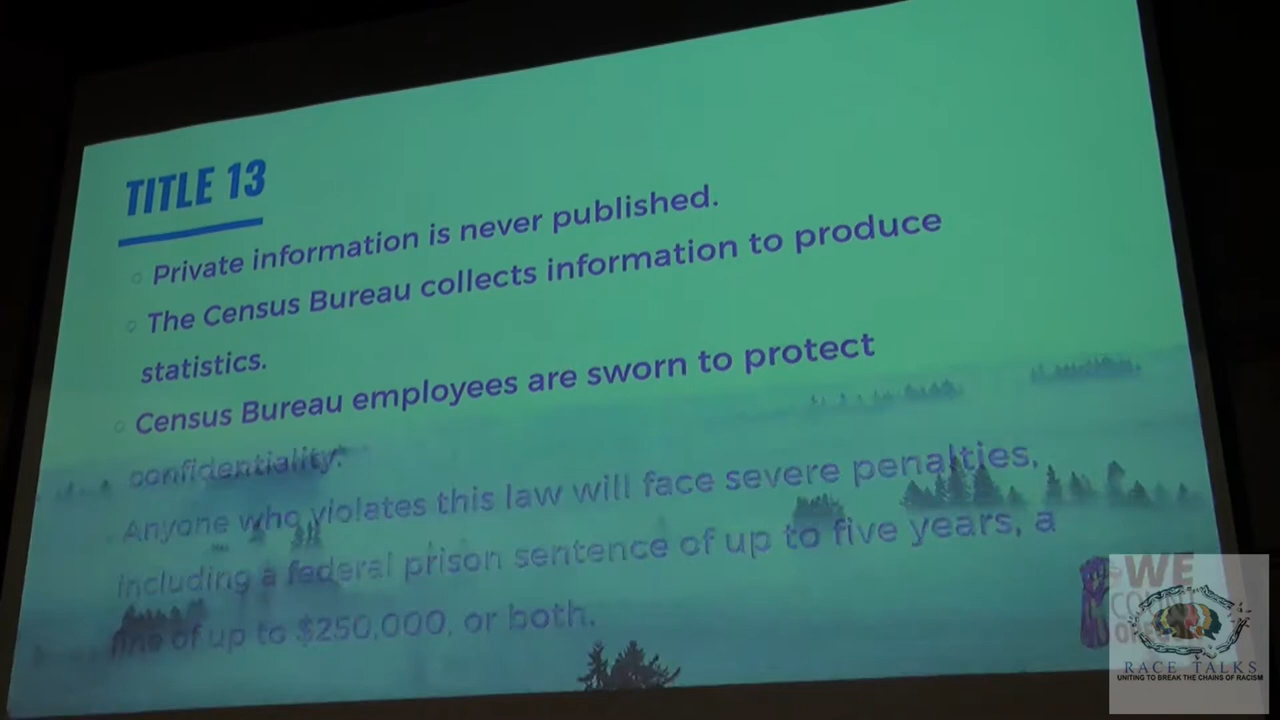 TITLE 13
Private information is never published.
The Census Bureau collects information to produce
statistics.
Census Bureau employees are sworn to protect
confidentiality.
Anyone who violates this law will face severe penalties,
including a federal prison sentence of up to five years, a
fine of up to $250,000, or both.
WE
RACE TALKS
UNITING TO BREAK THE CHAINS OF RACISM